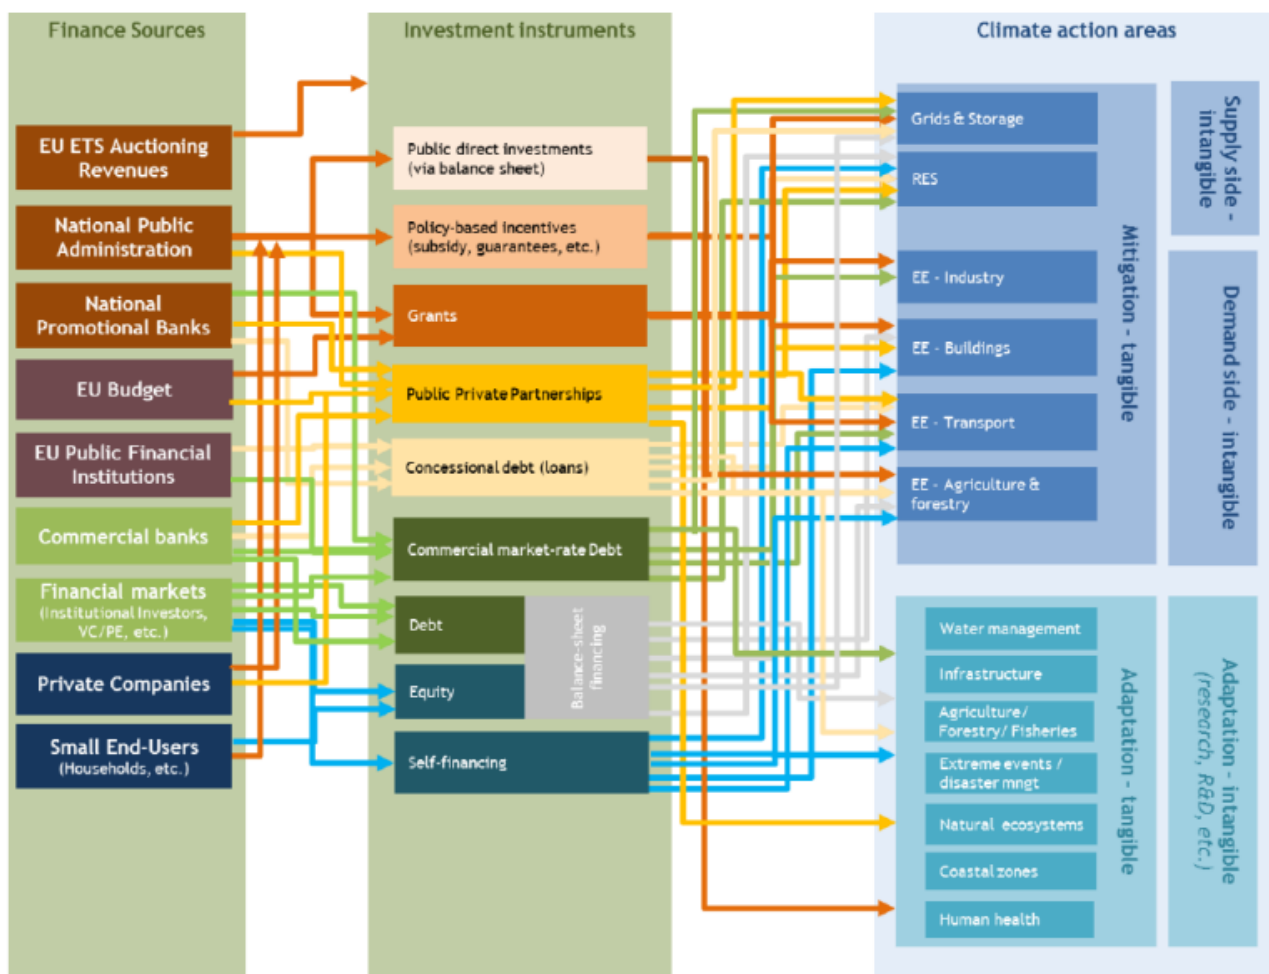 Finance Sources
EU ETS Auctioning
Revenues
National Public
Administration
National
Promotional Banks
EU Budget
EU Public Financial
Institutions
Commercial banks
Financial markets
(Institutional Investors,
VC/PE, etc.)
Private Companies
Small End-Users
(Households, etc.)
Investment instruments
Public direct investments
(via balance sheet)
Policy-based incentives
(subsidy, guarantees, etc.)
Grants
Public Private Partnerships
Concessional debt (loans)
Commercial market-rate Debt
Debt
Equity
Balance-sheet
financing
Self-financing
Climate action areas
Grids & Storage
RES
EE - Industry
EE - Buildings
EE - Transport
EE - Agriculture &
forestry
Mitigation - tangible
Supply side -
intangible
Demand side - intangible
Water management
Infrastructure
Agriculture/
Forestry/ Fisheries
Extreme events /
disaster mngt
Natural ecosystems
Coastal zones
Human health
Adaptation - tangible
Adaptation - intangible
(research, R&D, etc.)